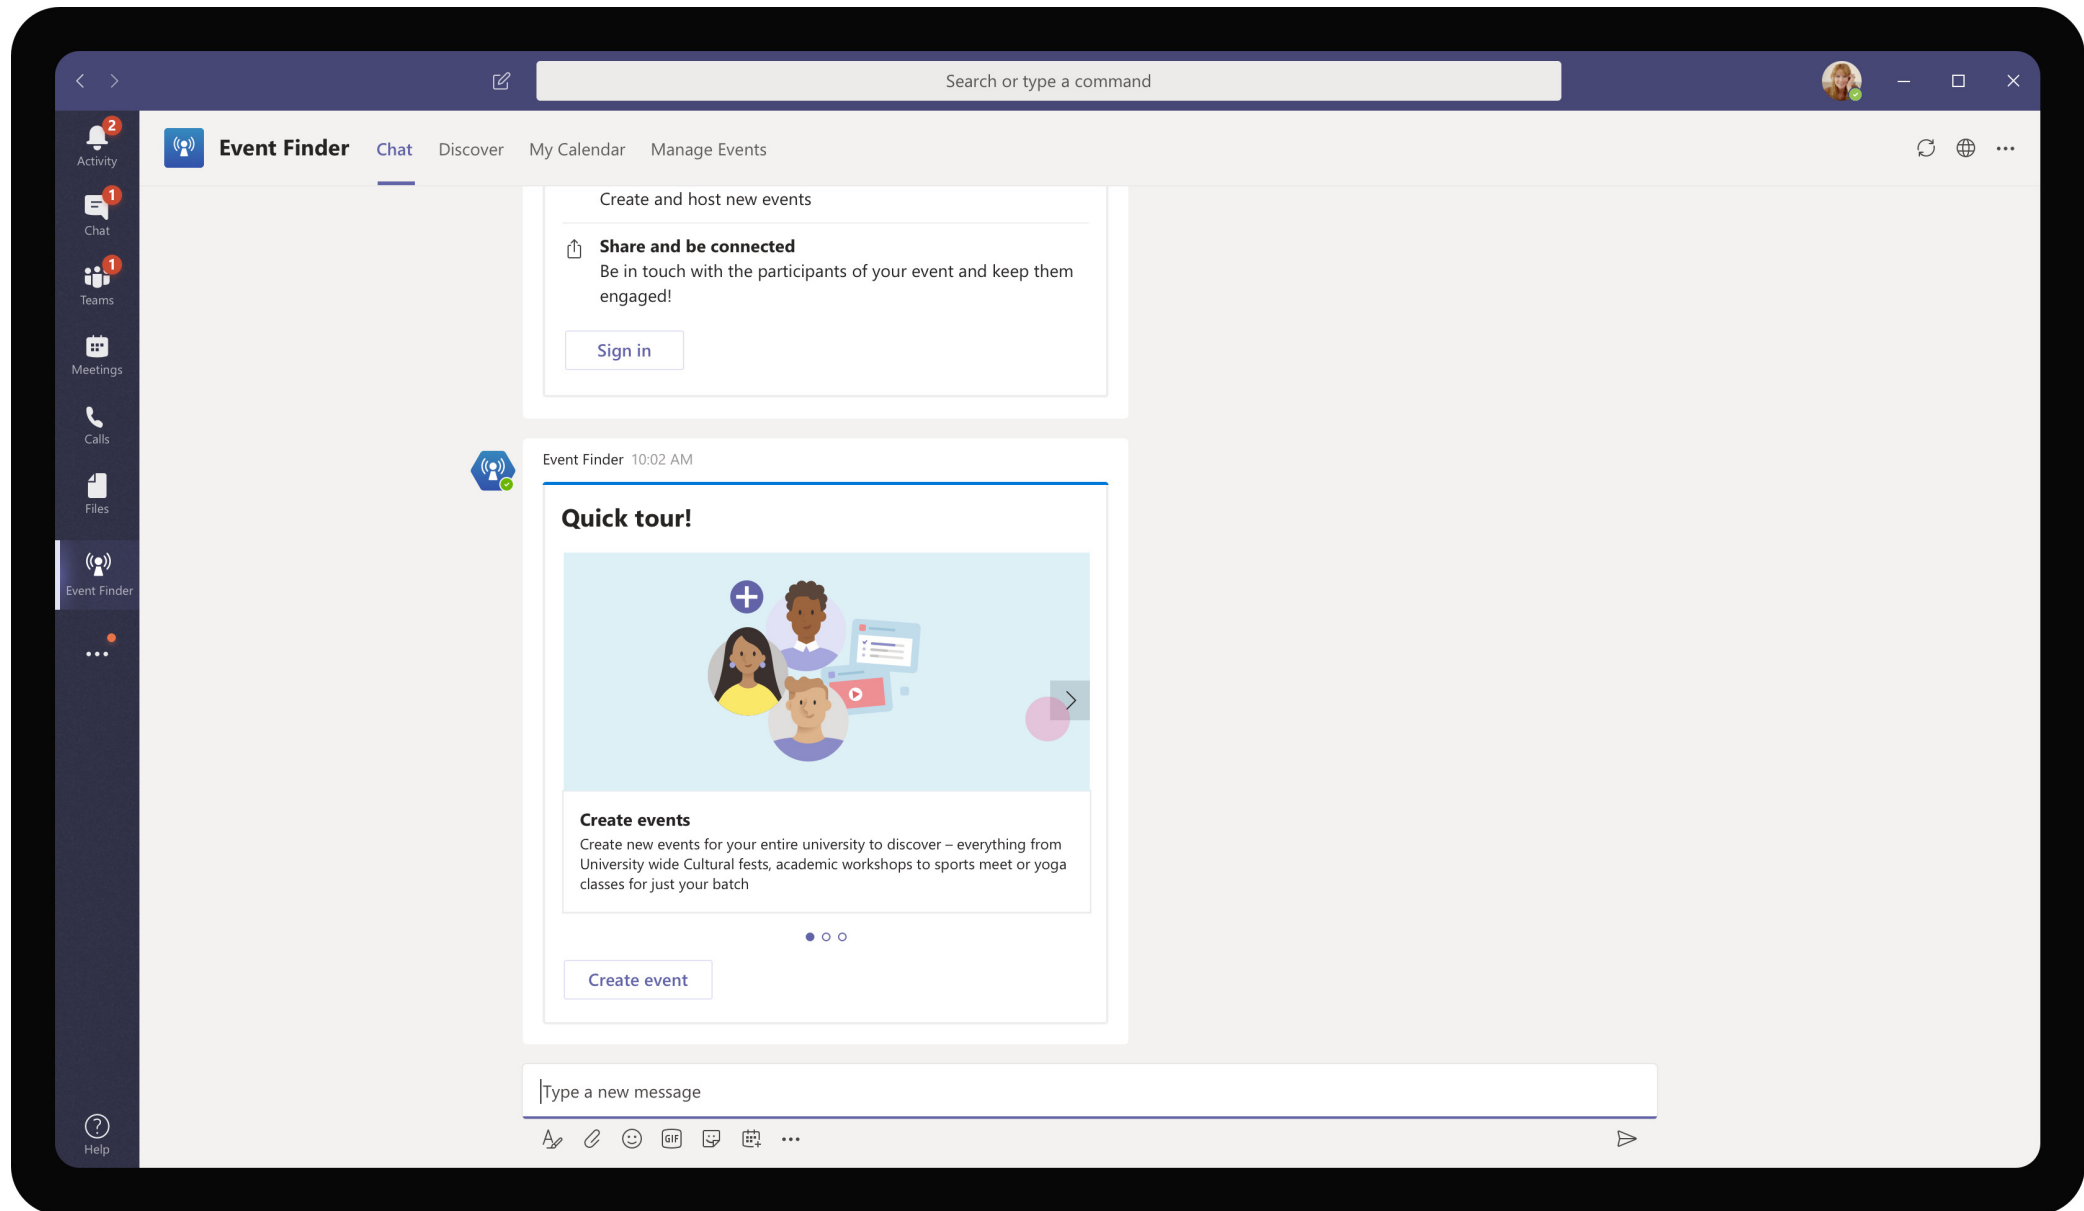 Search or type a command
2
Activity
1
Chat
1
Teams
Meetings
Calls
Files
Event Finder
Help
Event Finder Chat Discover My Calendar Manage Events
Create and host new events
Share and be connected
Be in touch with the participants of your event and keep them
engaged!
Sign in
Event Finder 10:02 AM
Quick tour!
Create events
Create new events for your entire university to discover – everything from
University wide Cultural fests, academic workshops to sports meet or yoga
classes for just your batch
Create event
Type a new message
GIF